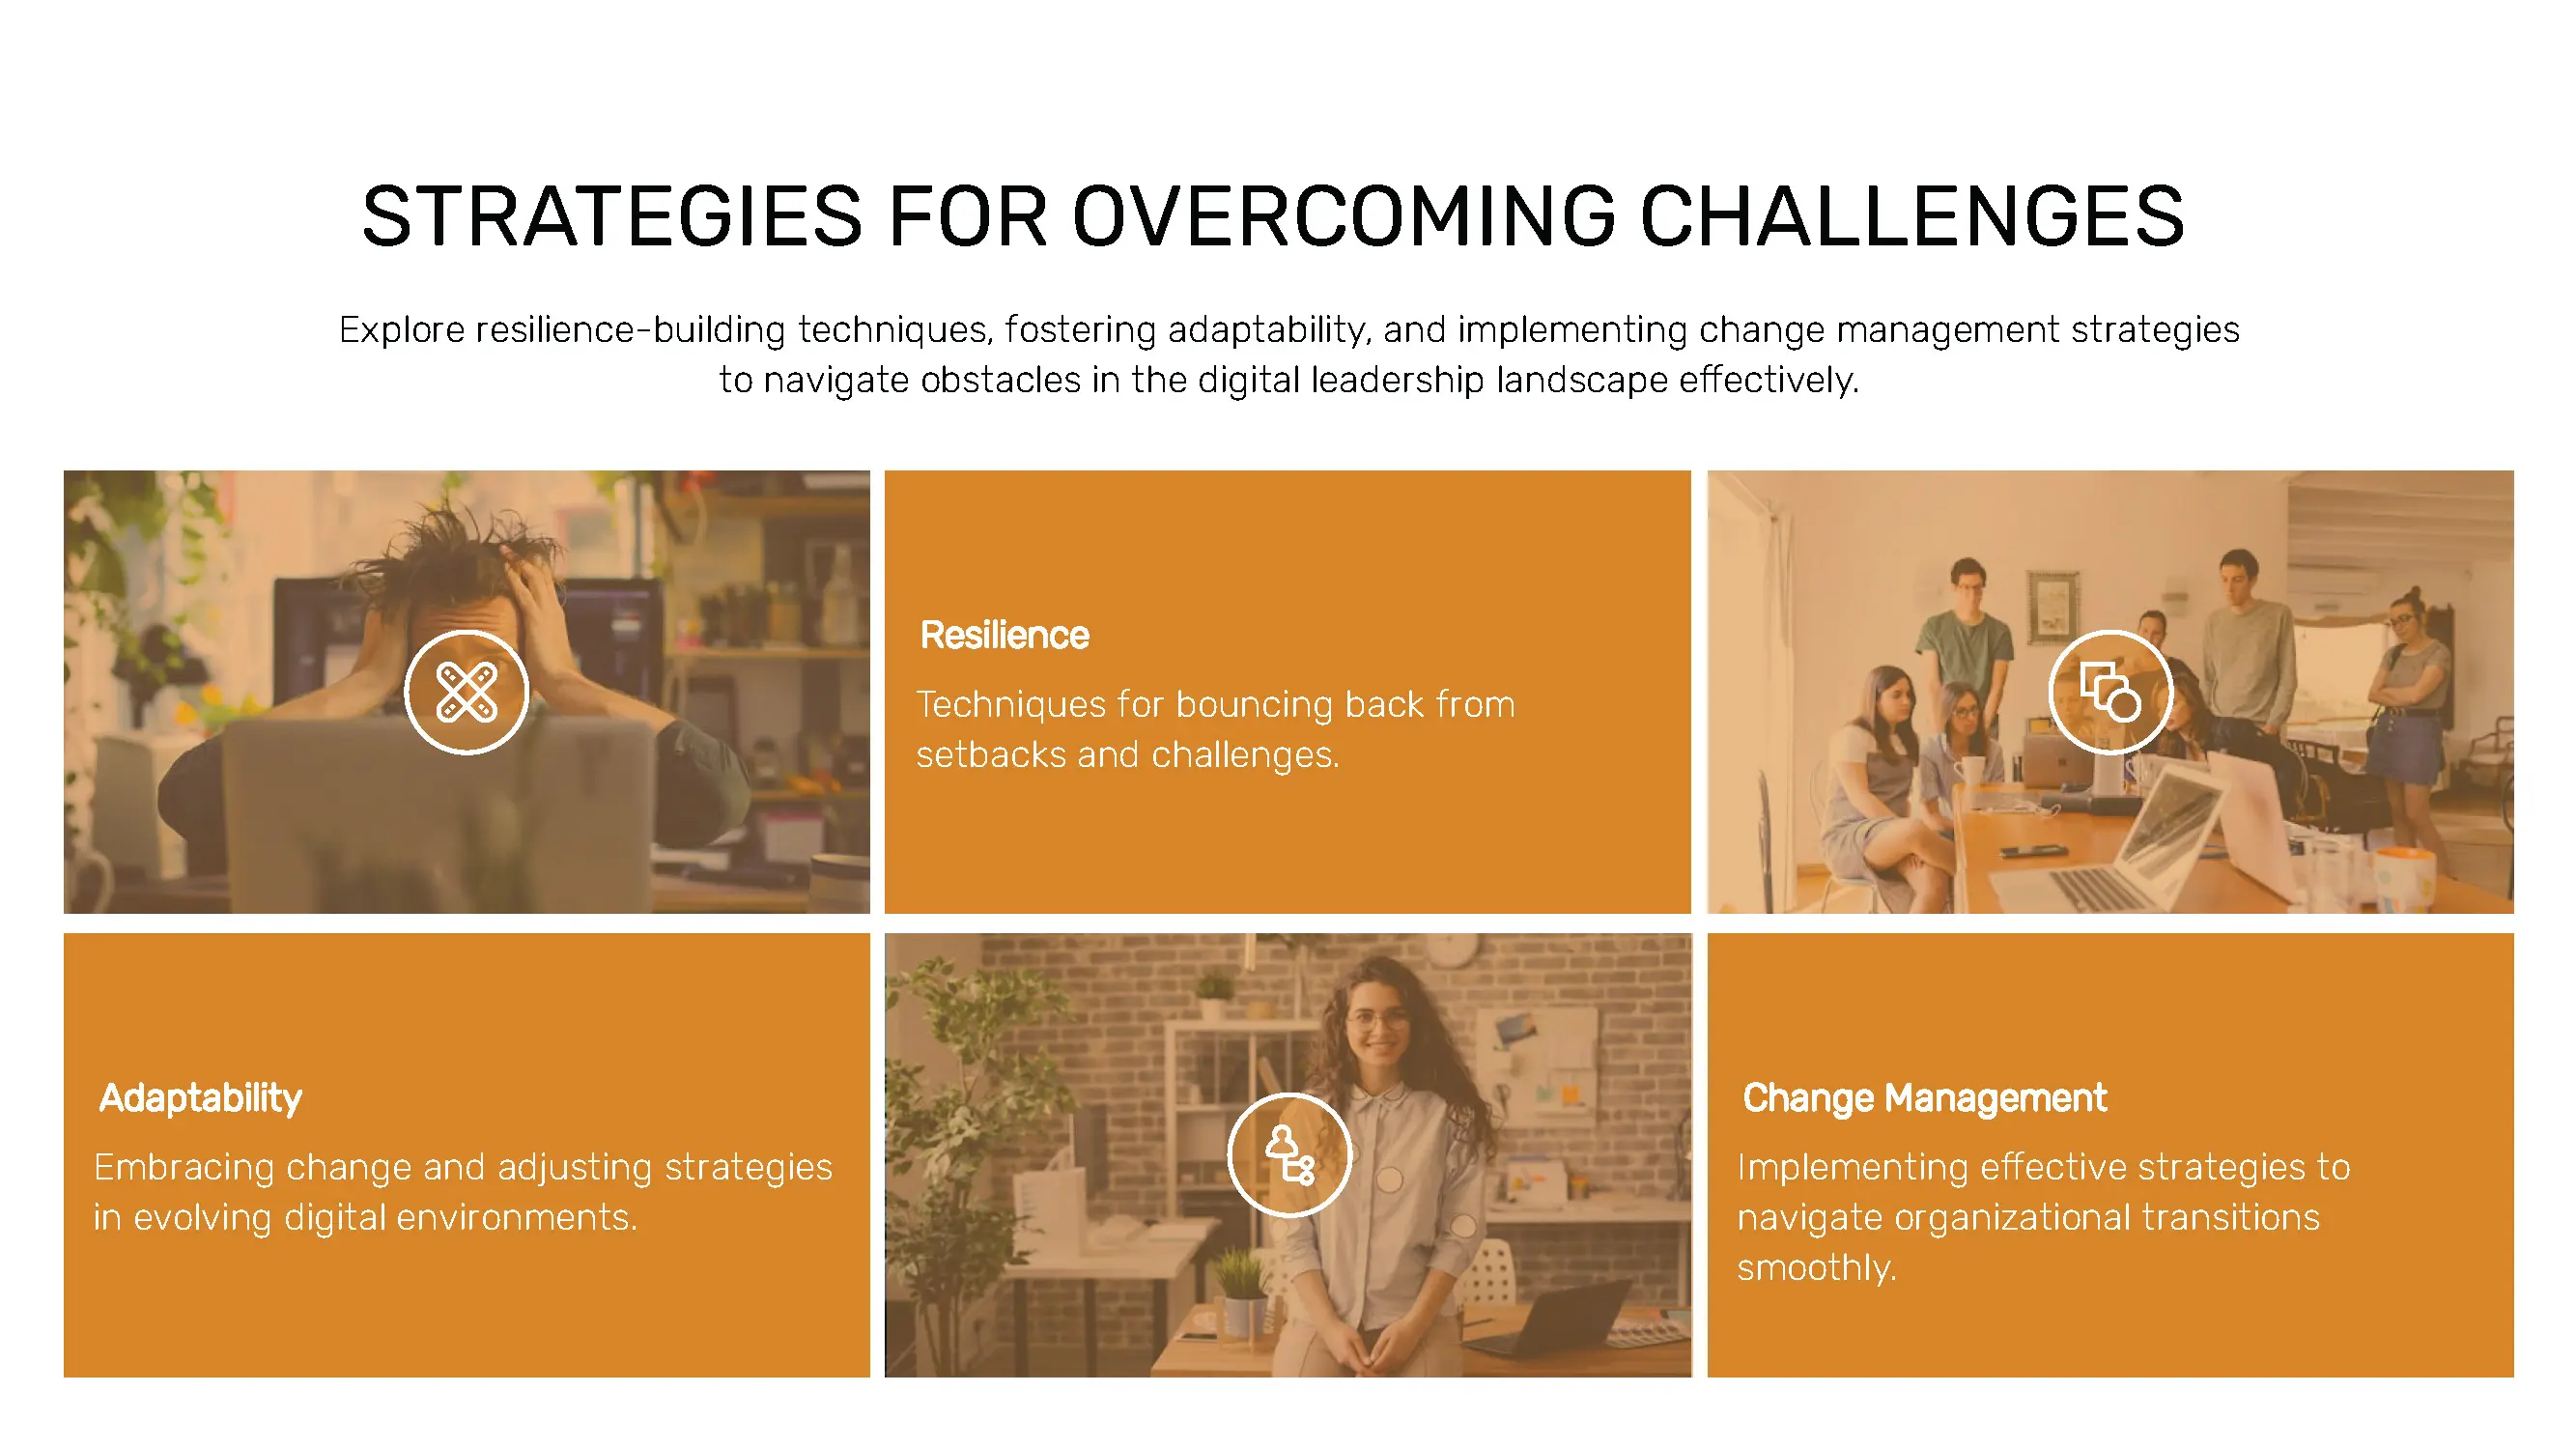 STRATEGIES FOR OVERCOMING CHALLENGES
Explore resilience-building techniques, fostering adaptability, and implementing change management strategies
to navigate obstacles in the digital leadership landscape effectively.
Resilience
Techniques for bouncing back from
setbacks and challenges.
Adaptability
Embracing change and adjusting strategies
in evolving digital environments.
Change Management
Implementing effective strategies to
navigate organizational transitions
smoothly.